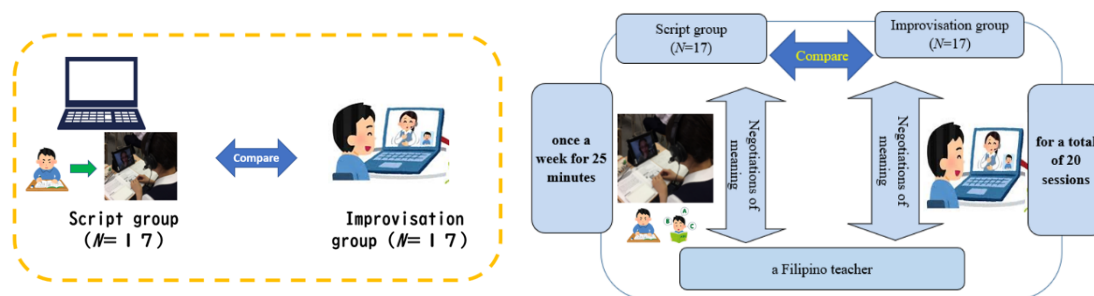 Compare
Script group
(N=17)
Improvisation
group (N=17)
Script group
(N=17)
Improvisation group
(N=17)
Compare
once a
week for 25
minutes
Negotiations of
meaning
Negotiations of
meaning
for a total
of 20
sessions
A
B
C
a Filipino teacher